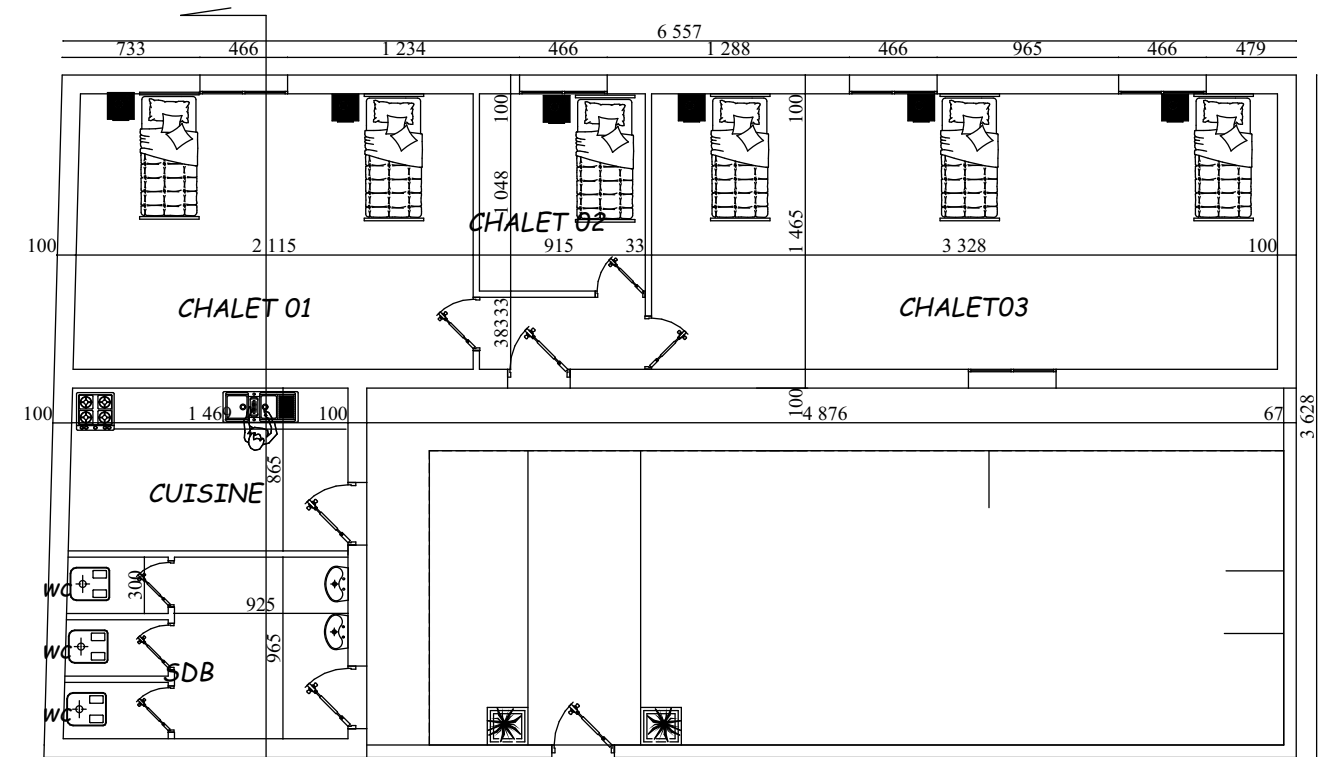 6 557
733 466 1 234 466 1 288 466 965 466 479
100 100
1 048 1 465
CHALET 02
100 2 115 915 33 3 328 100
CHALET 01 CHALET03
33
383
100 1 469 100 100 4 876 67
3 628
865
CUISINE
WC 300
925
WC 965
SDB
WC